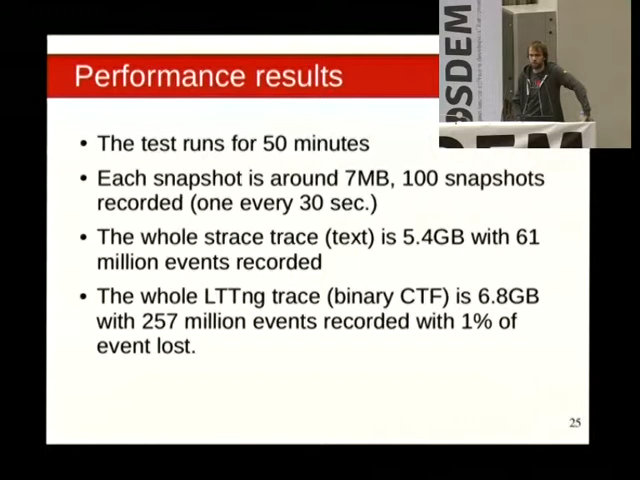 Performance results
• The test runs for 50 minutes
• Each snapshot is around 7MB, 100 snapshots
recorded (one every 30 sec.)
• The whole strace trace (text) is 5.4GB with 61
million events recorded
• The whole LTTng trace (binary CTF) is 6.8GB
with 257 million events recorded with 1% of
event lost.
25
OSDEM